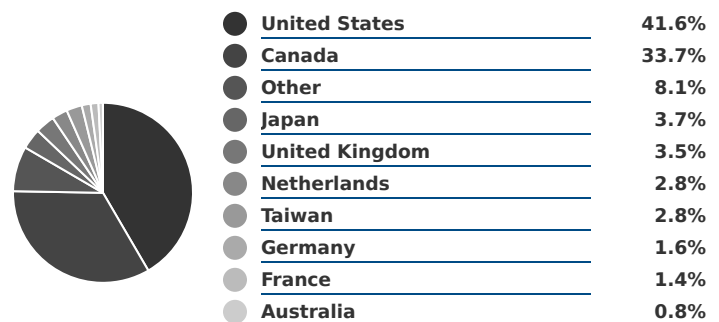 United States 41.6%
Canada 33.7%
Other 8.1%
Japan 3.7%
United Kingdom 3.5%
Netherlands 2.8%
Taiwan 2.8%
Germany 1.6%
France 1.4%
Australia 0.8%